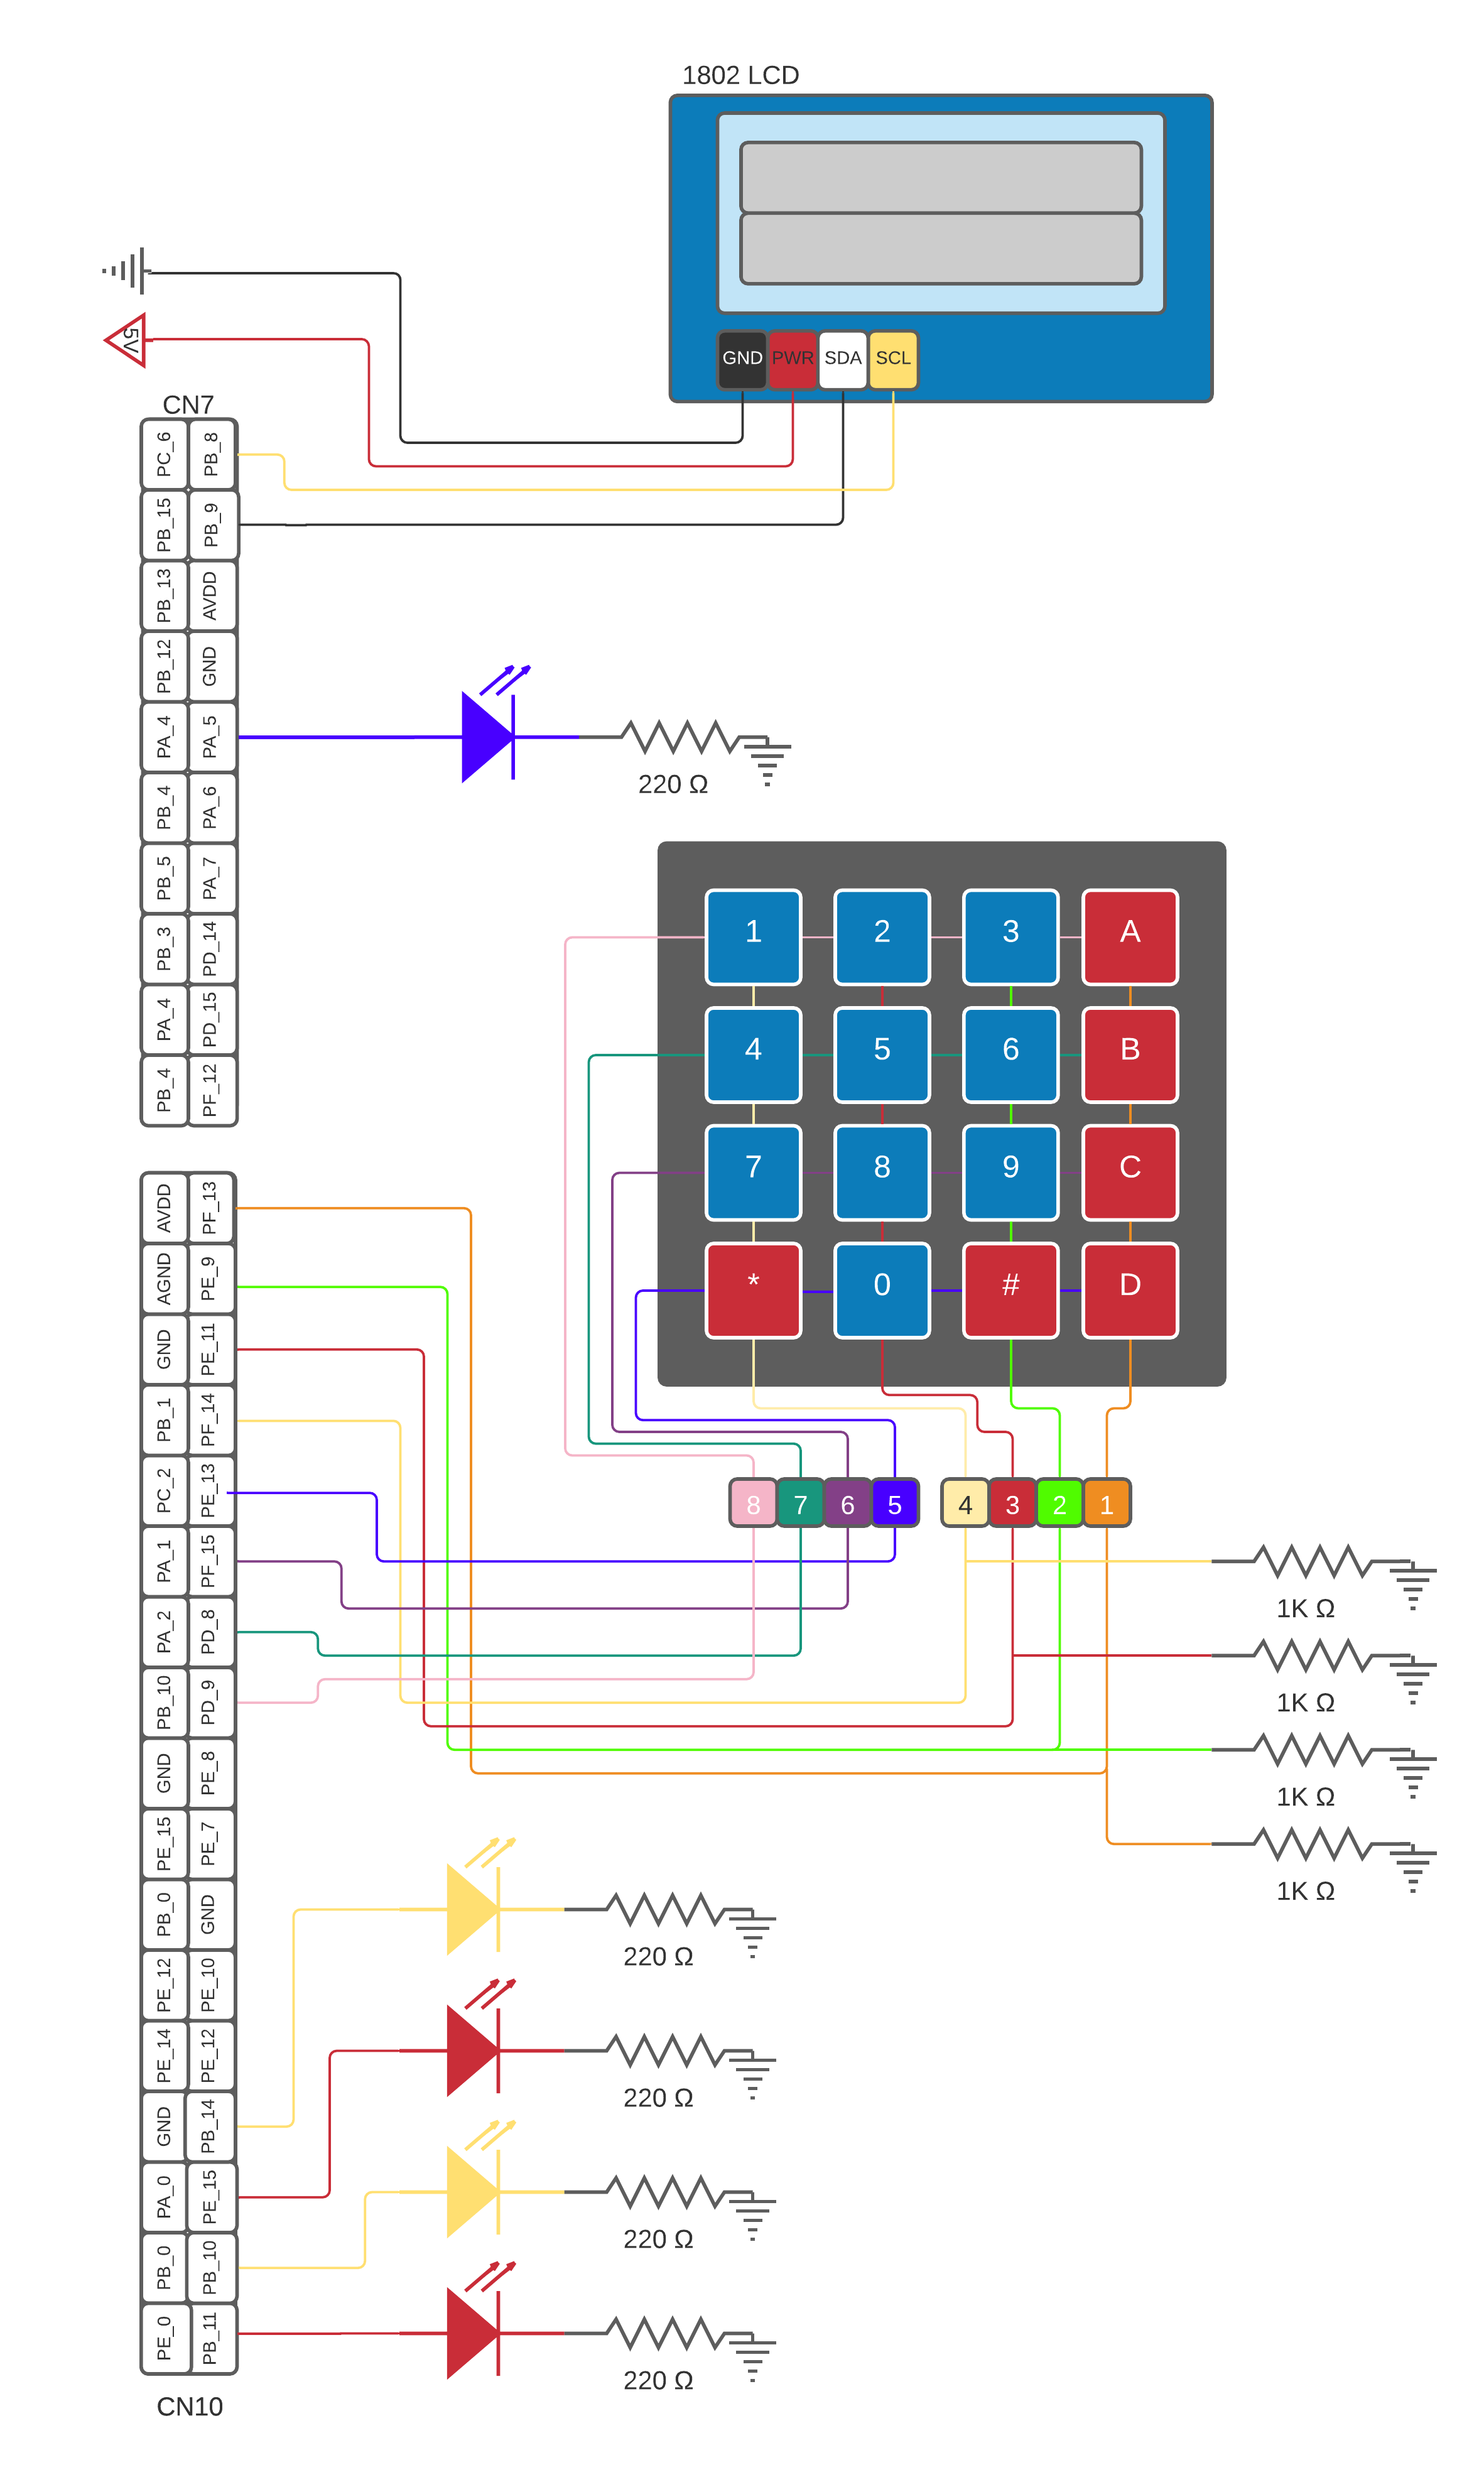 1802 LCD
GND PWR SDA SCL
5V
CN7
PC_6 PB_8
PB_15 PB_9
PB_13 AVDD
PB_12 GND
PA_4 PA_5
PB_4 PA_6
PB_5 PA_7
PB_3 PD_14
PA_4 PD_15
PB_4 PF_12
220 Ω
1 2 3 A
4 5 6 B
7 8 9 C
* 0 # D
8 7 6 5 4 3 2 1
AVDD PF_13
AGND PE_9
GND PE_11
PB_1 PF_14
PC_2 PE_13
PA_1 PF_15
PA_2 PD_8
PB_10 PD_9
GND PE_8
PE_15 PE_7
PB_0 GND
PE_12 PE_10
PE_14 PE_12
GND PB_14
PA_0 PE_15
PB_0 PB_10
PE_0 PB_11
CN10
1K Ω
1K Ω
1K Ω
1K Ω
220 Ω
220 Ω
220 Ω
220 Ω